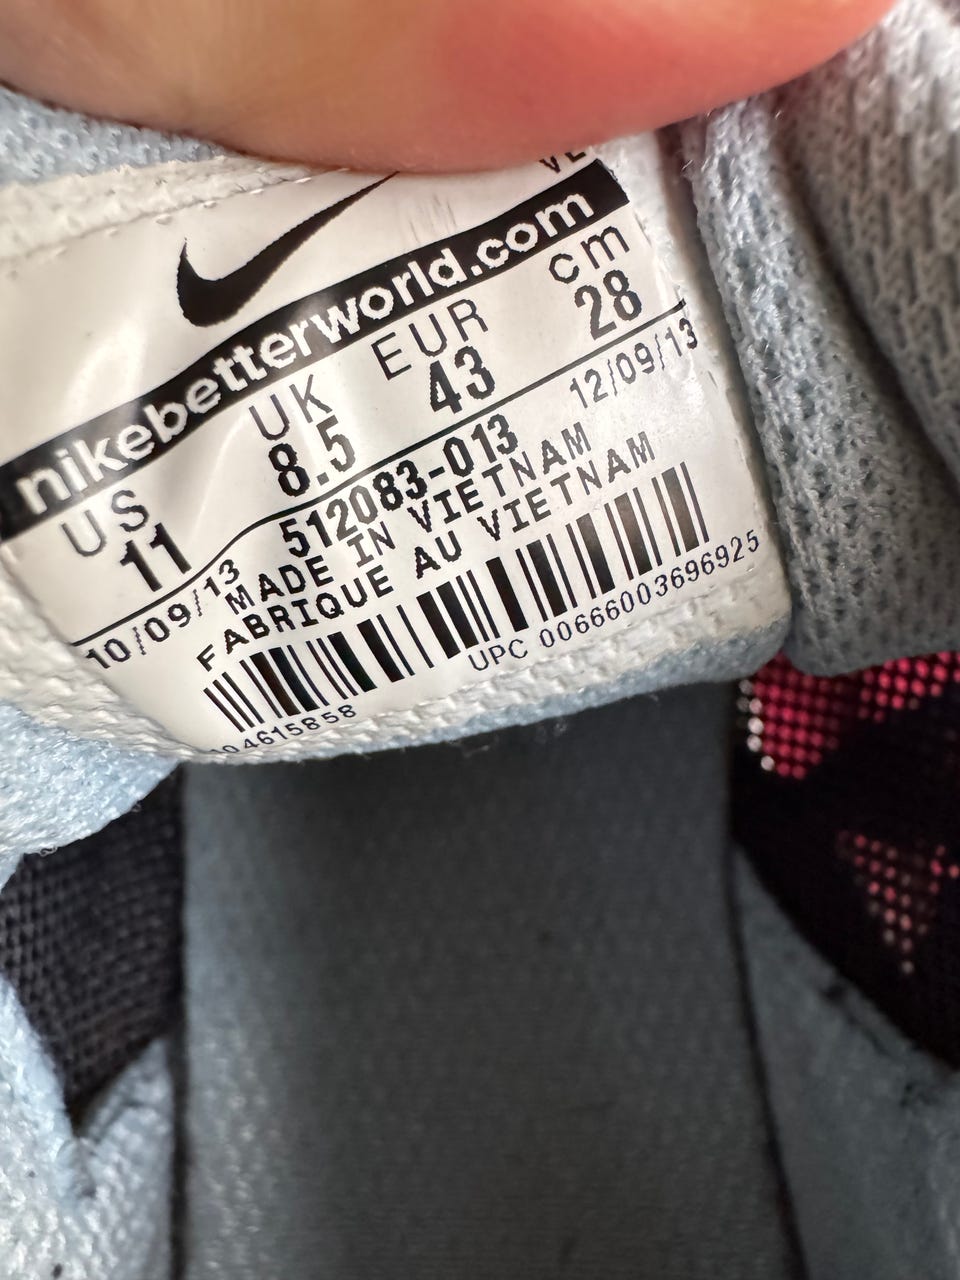 nikebetterworld.com
US UK EUR cm
11 8.5 43 28
10/09/13 512083-013 12/09/13
MADE IN VIETNAM
FABRIQUE AU VIETNAM
UPC 00666003696925
04615858